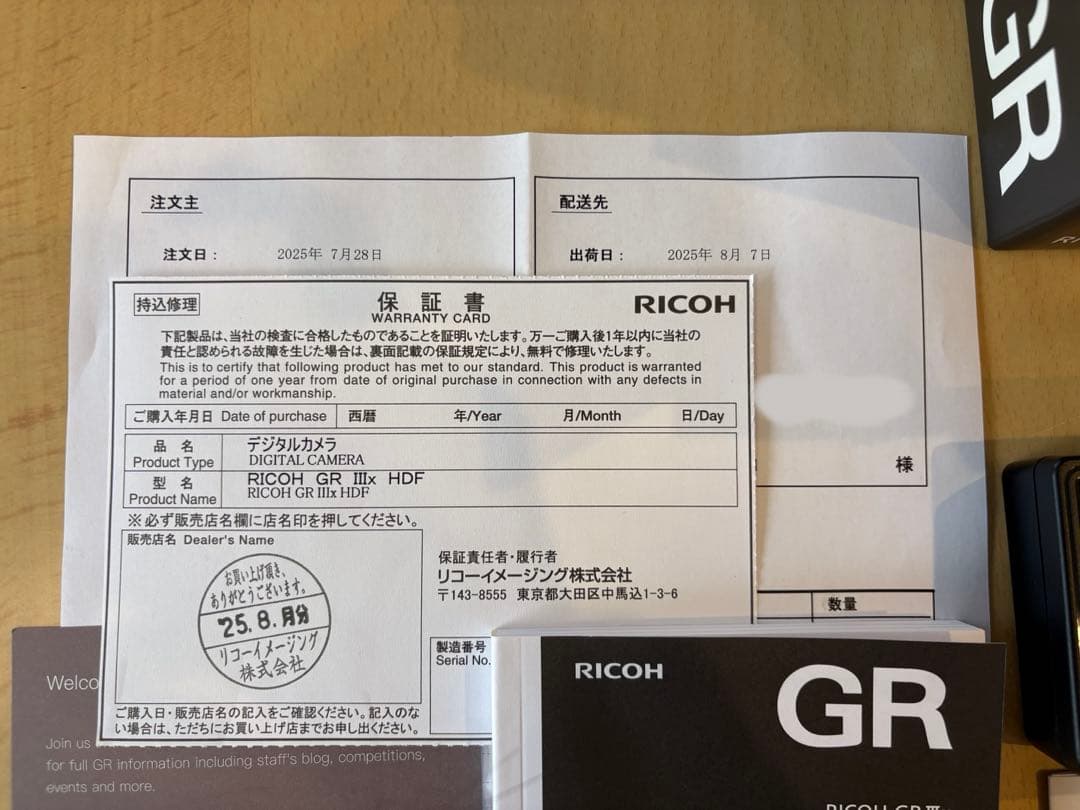 GR
注文主
注文日： 2025年 7月28日
配送先
出荷日： 2025年 8月 7日
様
数量
持込修理
保証書
WARRANTY CARD
RICOH
下記製品は、当社の検査に合格したものであることを証明いたします。万一ご購入後1年以内に当社の
責任と認められる故障を生じた場合は、裏面記載の保証規定により、無料で修理いたします。
This is to certify that following product has met to our standard. This product is warranted
for a period of one year from date of original purchase in connection with any defects in
material and/or workmanship.
ご購入年月日 Date of purchase 西暦 年/Year 月/Month 日/Day
品名 デジタルカメラ
Product Type DIGITAL CAMERA
型名 RICOH GR IIIx HDF
Product Name RICOH GR IIIx HDF
※必ず販売店名欄に店名印を押してください。
販売店名 Dealer's Name
お買い上げ頂き、
ありがとうございます。
'25.8.月分
リコーイメージング
株式会社
保証責任者・履行者
リコーイメージング株式会社
〒143-8555 東京都大田区中馬込1-3-6
製造番号
Serial No.
ご購入日・販売店名の記入をご確認ください。記入のな
い場合は、ただちにお買い上げ店までお申し出ください。
Join us
for full GR information including staff's blog, competitions,
events and more.
RICOH
GR
RICOH GR IIIx